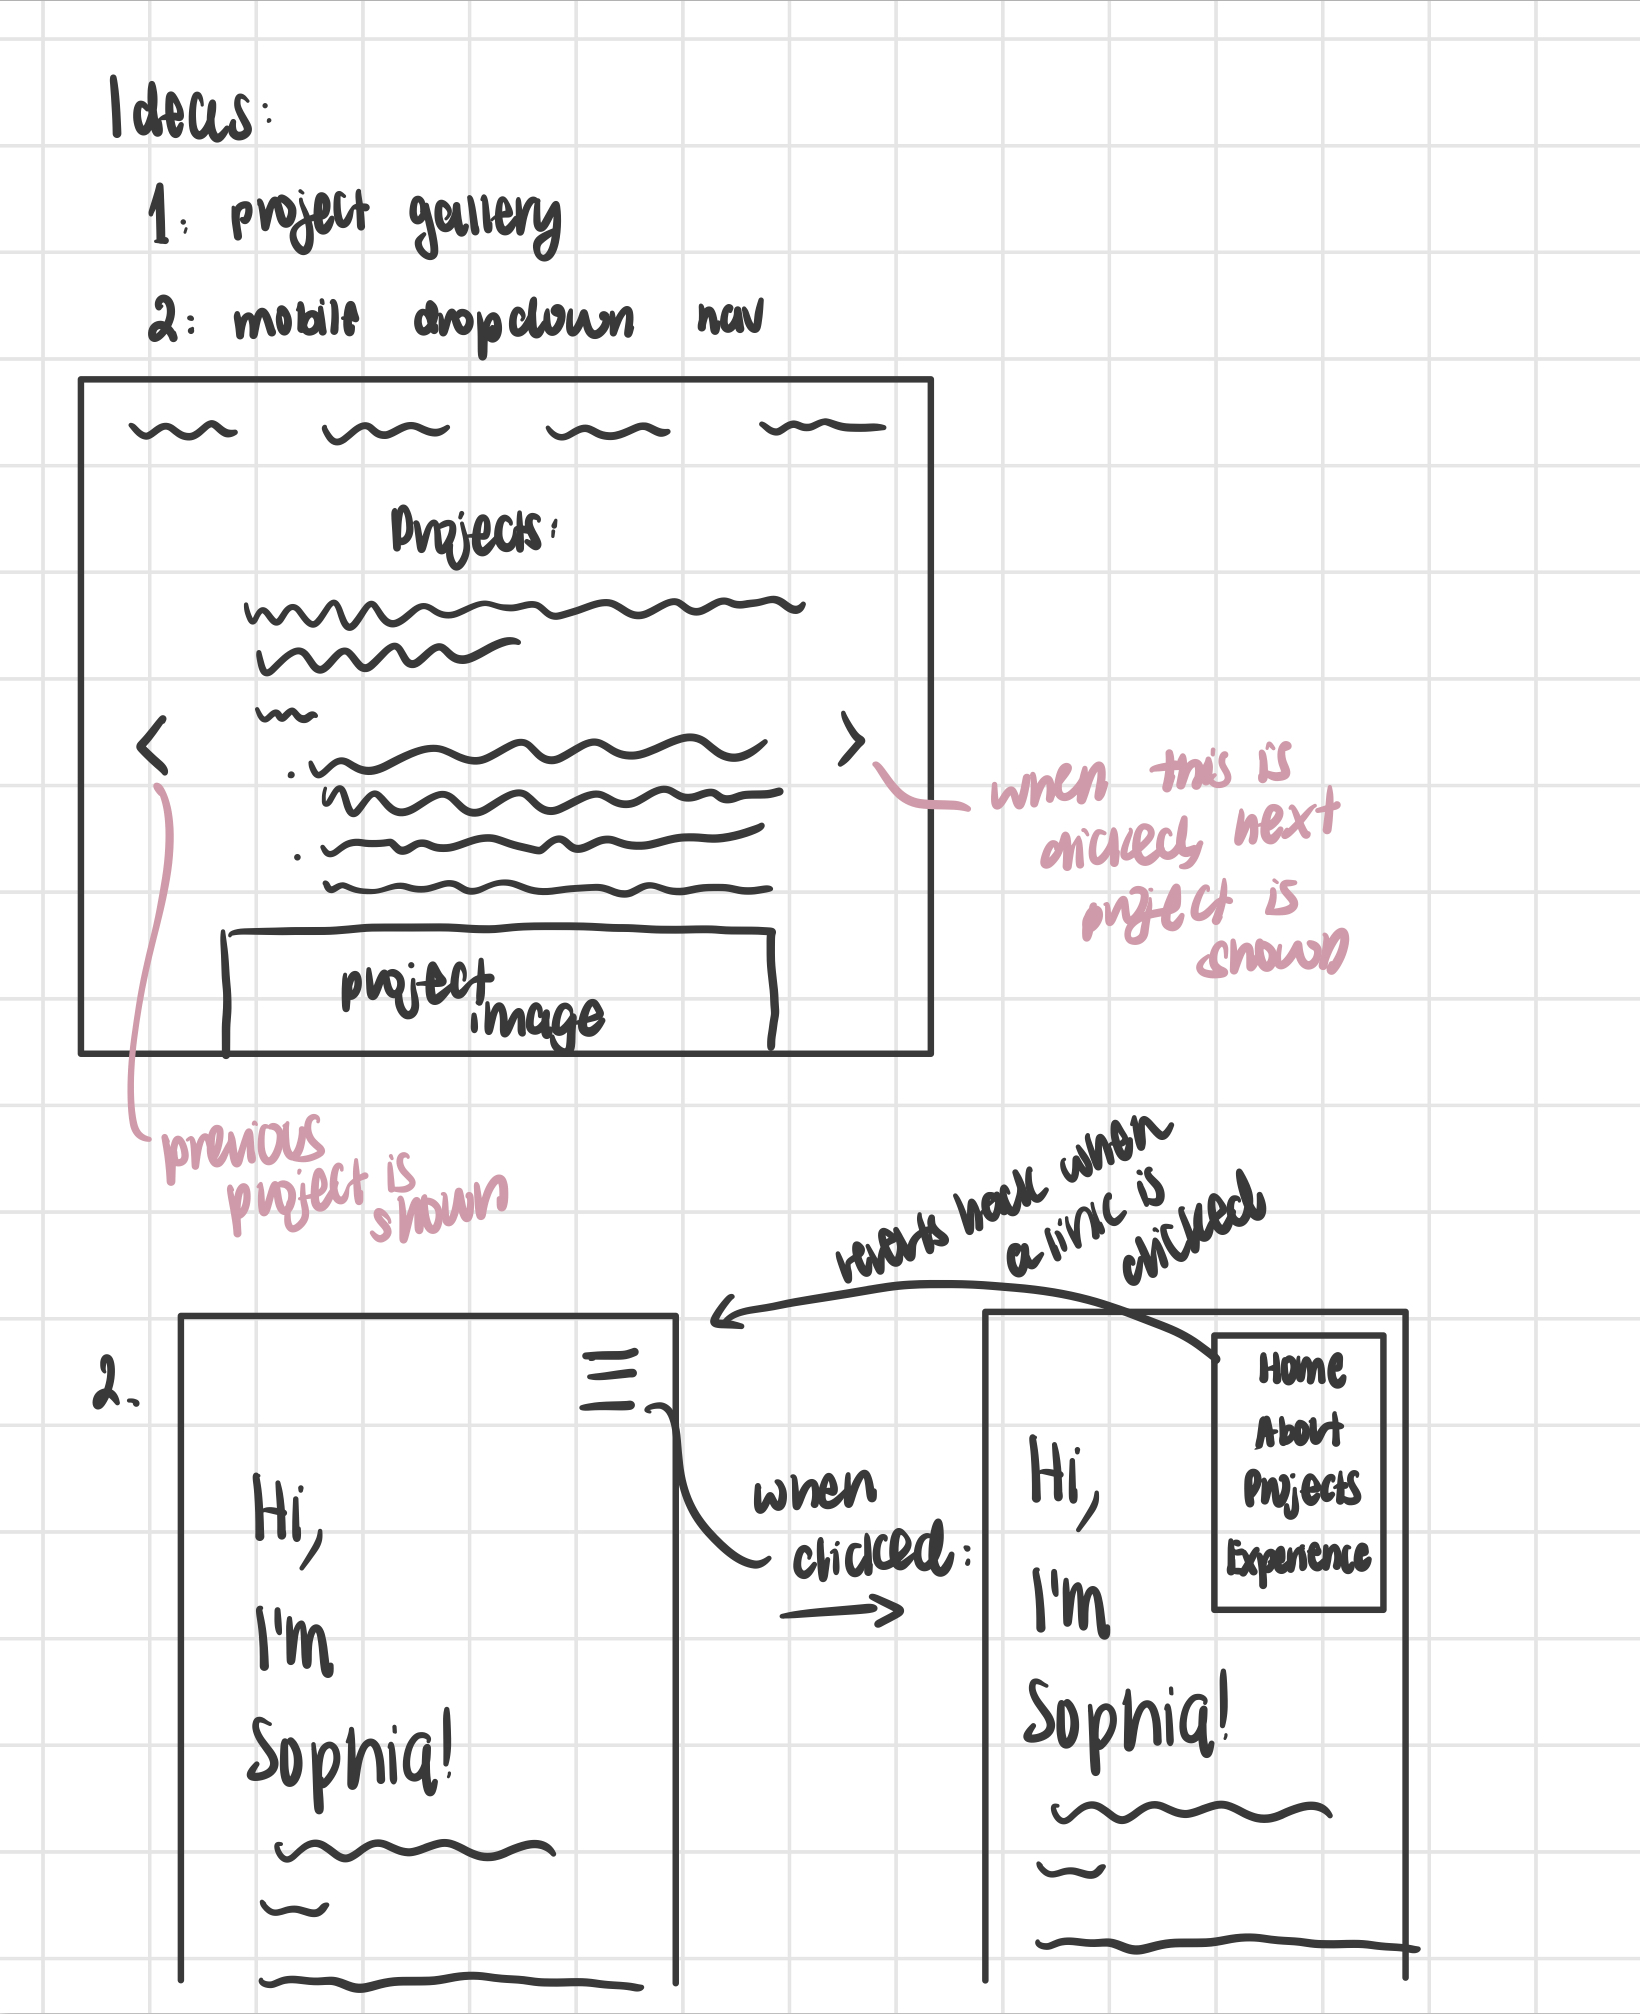 Ideas:
1. project gallery
2. mobile dropdown nav
Projects:
<
>
project
image
when this is
clicked, next
project is
shown
previous
project is
shown
reverts back when
a link is
clicked
2.
Hi,
I'm
Sophia!
when
clicked:
Home
About
Projects
Experience
Hi,
I'm
Sophia!